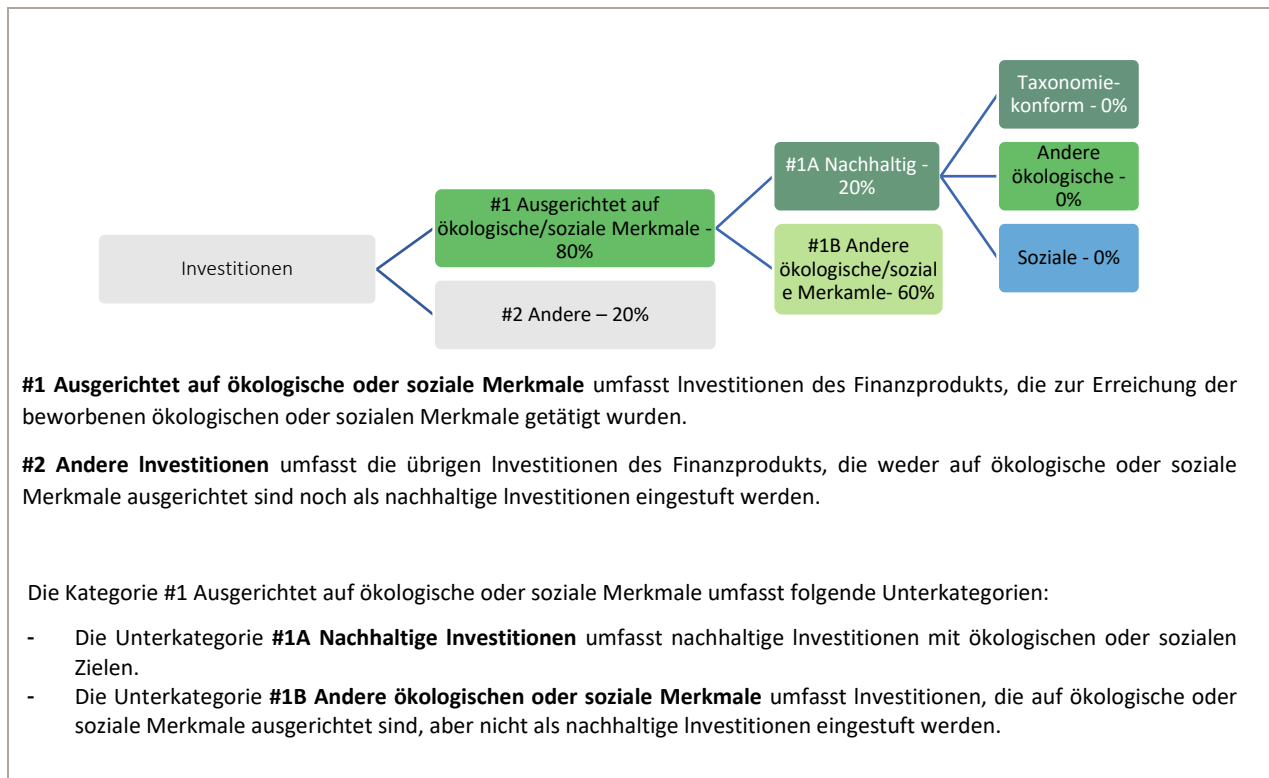 Taxonomie-
konform - 0%
#1A Nachhaltig -
20%
Andere
ökologische -
0%
#1 Ausgerichtet auf
ökologische/soziale Merkmale -
80%
#1B Andere
ökologische/sozial
e Merkamle- 60%
Soziale - 0%
Investitionen
#2 Andere – 20%
#1 Ausgerichtet auf ökologische oder soziale Merkmale umfasst Investitionen des Finanzprodukts, die zur Erreichung der
beworbenen ökologischen oder sozialen Merkmale getätigt wurden.
#2 Andere Investitionen umfasst die übrigen Investitionen des Finanzprodukts, die weder auf ökologische oder soziale
Merkmale ausgerichtet sind noch als nachhaltige Investitionen eingestuft werden.
Die Kategorie #1 Ausgerichtet auf ökologische oder soziale Merkmale umfasst folgende Unterkategorien:
- Die Unterkategorie #1A Nachhaltige Investitionen umfasst nachhaltige Investitionen mit ökologischen oder sozialen
Zielen.
- Die Unterkategorie #1B Andere ökologischen oder soziale Merkmale umfasst Investitionen, die auf ökologische oder
soziale Merkmale ausgerichtet sind, aber nicht als nachhaltige Investitionen eingestuft werden.